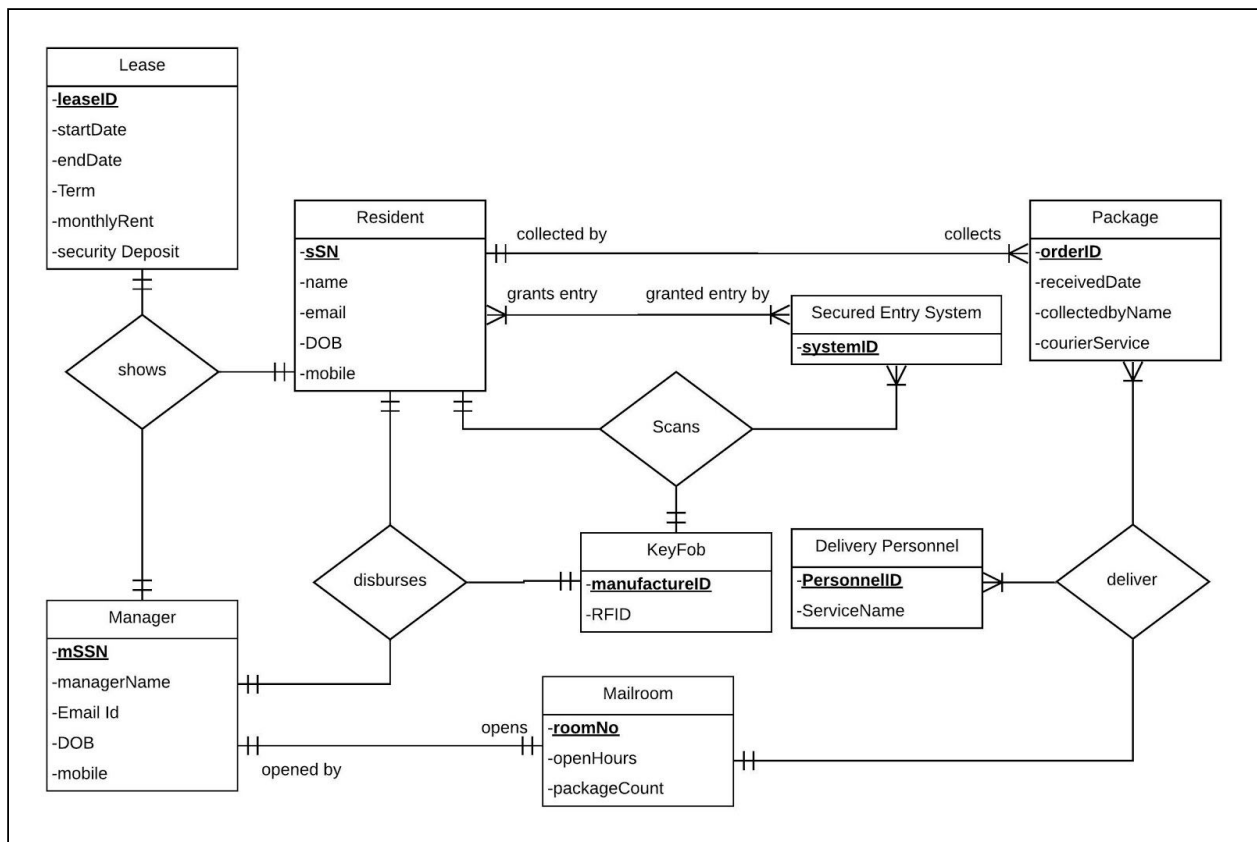 Lease
-leaseID
-startDate
-endDate
-Term
-monthlyRent
-security Deposit
Resident
-sSN
-name
-email
-DOB
-mobile
collected by
collects
grants entry
granted entry by
Package
-orderID
-receivedDate
-collectedbyName
-courierService
Secured Entry System
-systemID
shows
Scans
KeyFob
-manufactureID
-RFID
Delivery Personnel
-PersonnelID
-ServiceName
deliver
disburses
Manager
-mSSN
-managerName
-Email Id
-DOB
-mobile
opened by
opens
Mailroom
-roomNo
-openHours
-packageCount